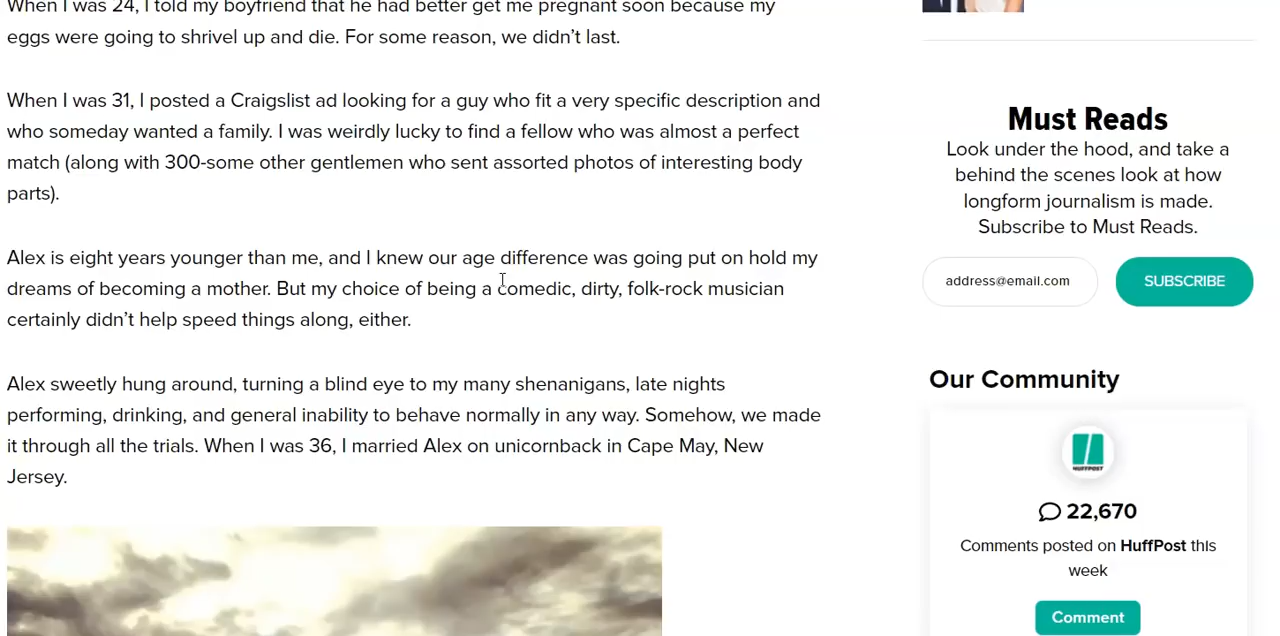 When I was 24, I told my boyfriend that he had better get me pregnant soon because my
eggs were going to shrivel up and die. For some reason, we didn’t last.
When I was 31, I posted a Craigslist ad looking for a guy who fit a very specific description and
who someday wanted a family. I was weirdly lucky to find a fellow who was almost a perfect
match (along with 300-some other gentlemen who sent assorted photos of interesting body
parts).
Alex is eight years younger than me, and I knew our age difference was going put on hold my
dreams of becoming a mother. But my choice of being a comedic, dirty, folk-rock musician
certainly didn’t help speed things along, either.
Alex sweetly hung around, turning a blind eye to my many shenanigans, late nights
performing, drinking, and general inability to behave normally in any way. Somehow, we made
it through all the trials. When I was 36, I married Alex on unicornback in Cape May, New
Jersey.
Must Reads
Look under the hood, and take a
behind the scenes look at how
longform journalism is made.
Subscribe to Must Reads.
address@email.com
SUBSCRIBE
Our Community
HUFFPOST
22,670
Comments posted on HuffPost this
week
Comment